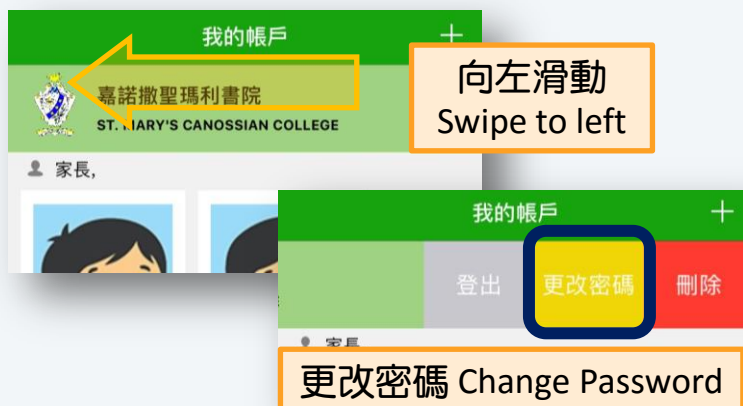 我的帳戶 +
嘉諾撒聖瑪利書院
ST. MARY'S CANOSSIAN COLLEGE
家長,
向左滑動
Swipe to left
我的帳戶 +
登出 更改密碼 刪除
家長
更改密碼 Change Password